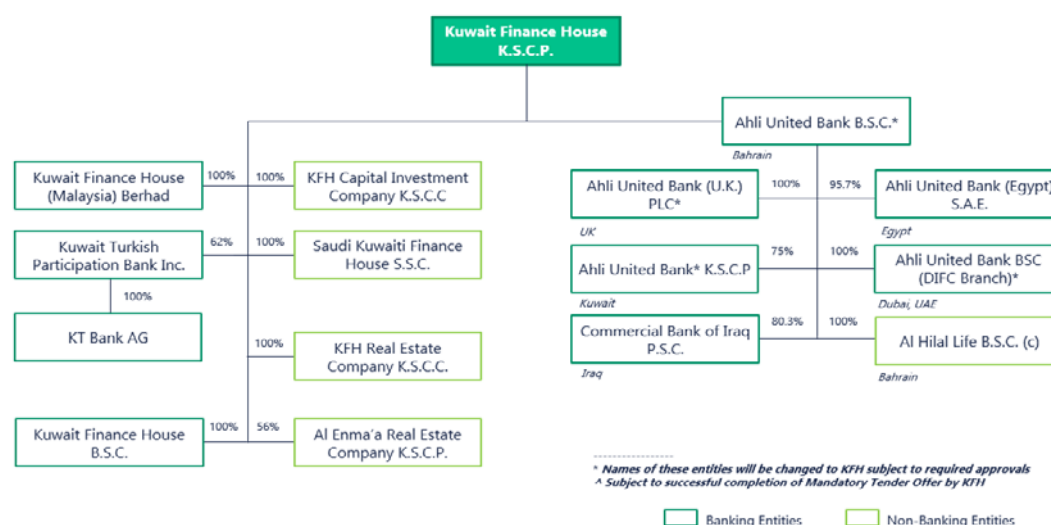 Kuwait Finance House
K.S.C.P.
Ahli United Bank B.S.C.*
Bahrain
Kuwait Finance House
(Malaysia) Berhad
100%
100%
KFH Capital Investment
Company K.S.C.C
Kuwait Turkish
Participation Bank Inc.
62%
100%
Saudi Kuwaiti Finance
House S.S.C.
100%
KT Bank AG
100%
KFH Real Estate
Company K.S.C.C.
Kuwait Finance House
B.S.C.
100%
56%
Al Enma'a Real Estate
Company K.S.C.P.
Ahli United Bank (U.K.)
PLC*
UK
100%
95.7%
Ahli United Bank (Egypt)
S.A.E.
Egypt
Ahli United Bank* K.S.C.P
Kuwait
75%
100%
Ahli United Bank BSC
(DIFC Branch)*
Dubai, UAE
Commercial Bank of Iraq
P.S.C.
Iraq
80.3%
100%
Al Hilal Life B.S.C. (c)
Bahrain
-----------------
* Names of these entities will be changed to KFH subject to required approvals
^ Subject to successful completion of Mandatory Tender Offer by KFH
Banking Entities
Non-Banking Entities